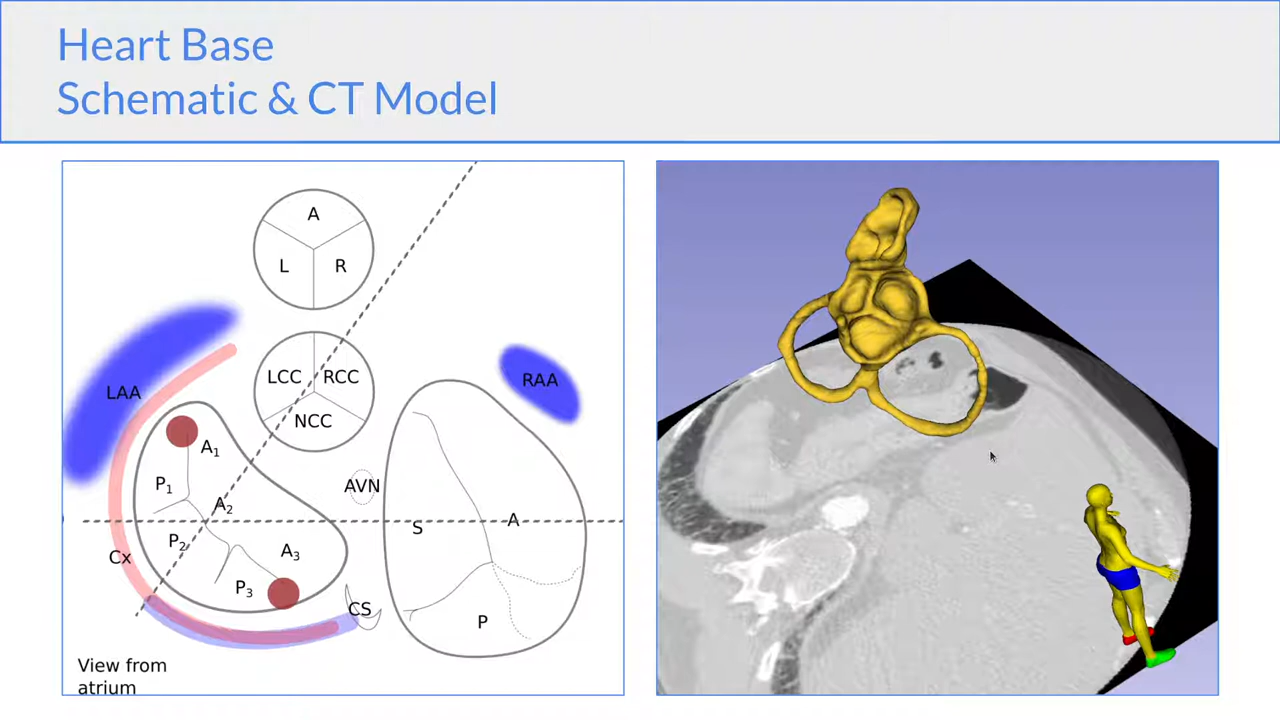 Heart Base
Schematic & CT Model
A
L
R
LCC
RCC
NCC
LAA
RAA
A1
P1
AVN
A2
S
A
P2
A3
Cx
P3
CS
P
View from
atrium